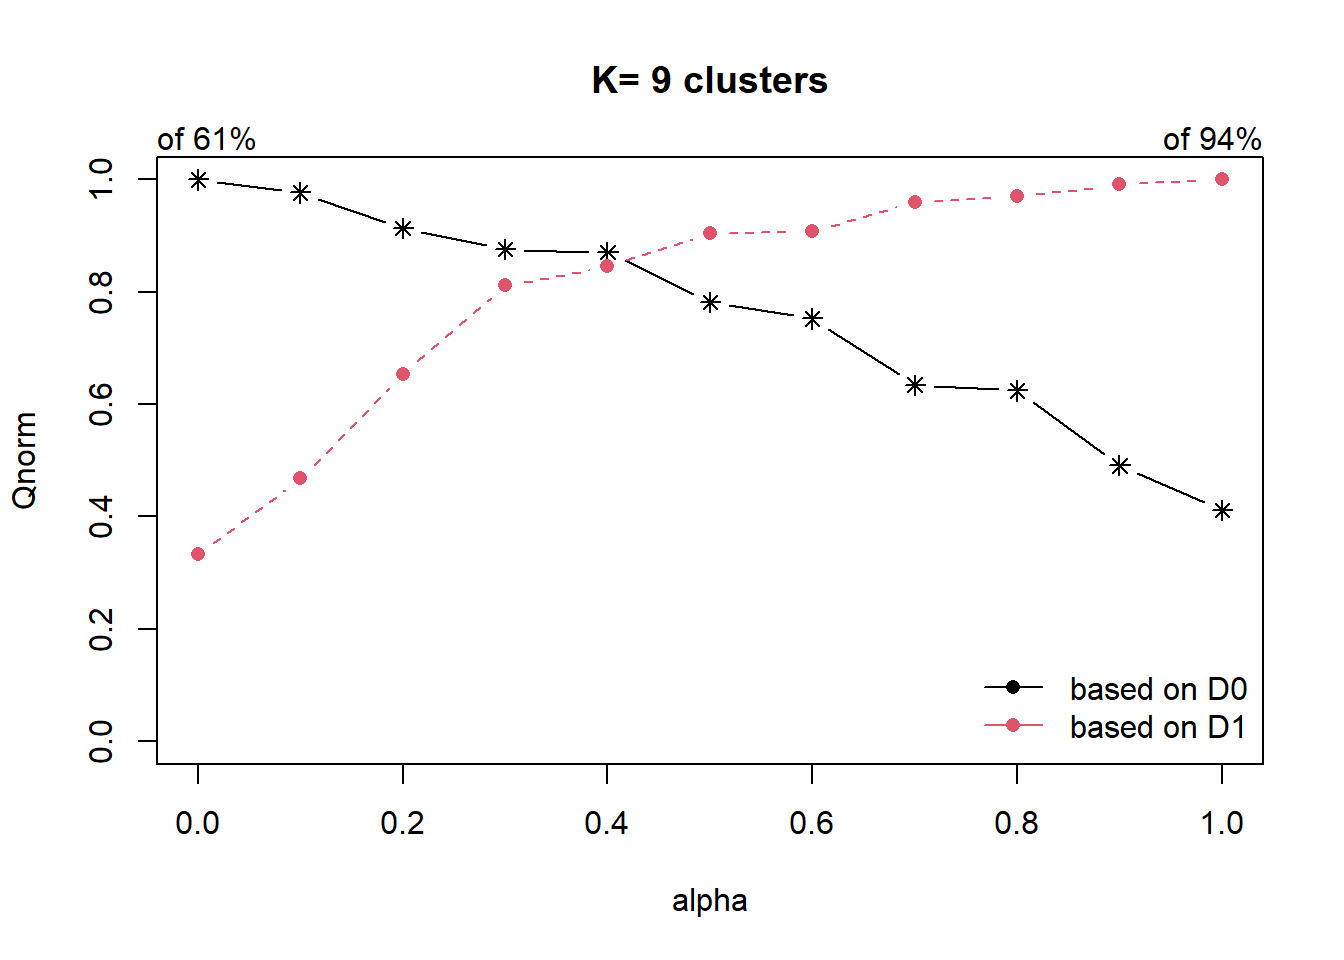 K= 9 clusters
of 61%
of 94%
1.0
0.8
0.6
0.4
0.2
0.0
Qnorm
based on D0
based on D1
0.0 0.2 0.4 0.6 0.8 1.0
alpha